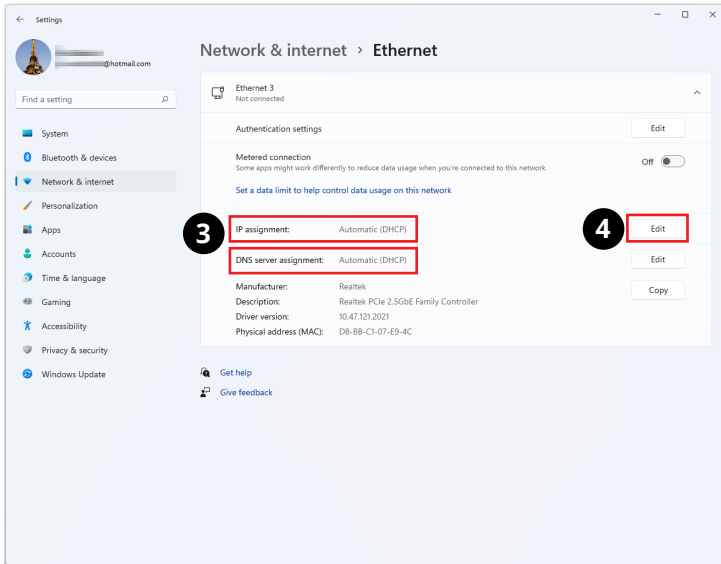 Settings
@hotmail.com
Find a setting
System
Bluetooth & devices
Network & internet
Personalization
Apps
Accounts
Time & language
Gaming
Accessibility
Privacy & security
Windows Update
Network & internet > Ethernet
Ethernet 3
Not connected
Authentication settings
Edit
Metered connection
Some apps might work differently to reduce data usage when you're connected to this network
Off
Set a data limit to help control data usage on this network
3 IP assignment: Automatic (DHCP) 4 Edit
DNS server assignment: Automatic (DHCP) Edit
Manufacturer: Realtek Copy
Description: Realtek PCIe 2.5GbE Family Controller
Driver version: 10.47.121.2021
Physical address (MAC): D8-BB-C1-07-E9-4C
Get help
Give feedback